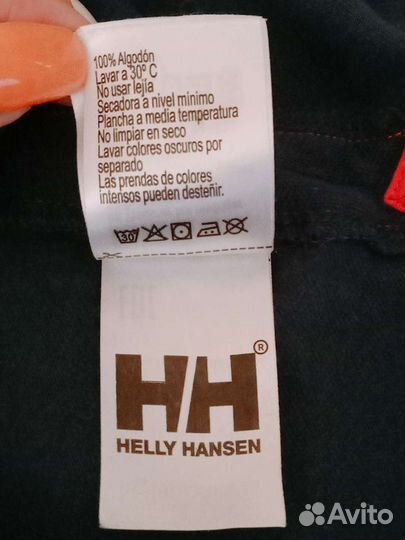 100% Algodón
Lavar a 30º C
No usar lejía
Secadora a nivel mínimo
Plancha a media temperatura
No limpiar en seco
Lavar colores oscuros por
separado
Las prendas de colores
intensos pueden desteñir.
30
HH®
HELLY HANSEN
Avito